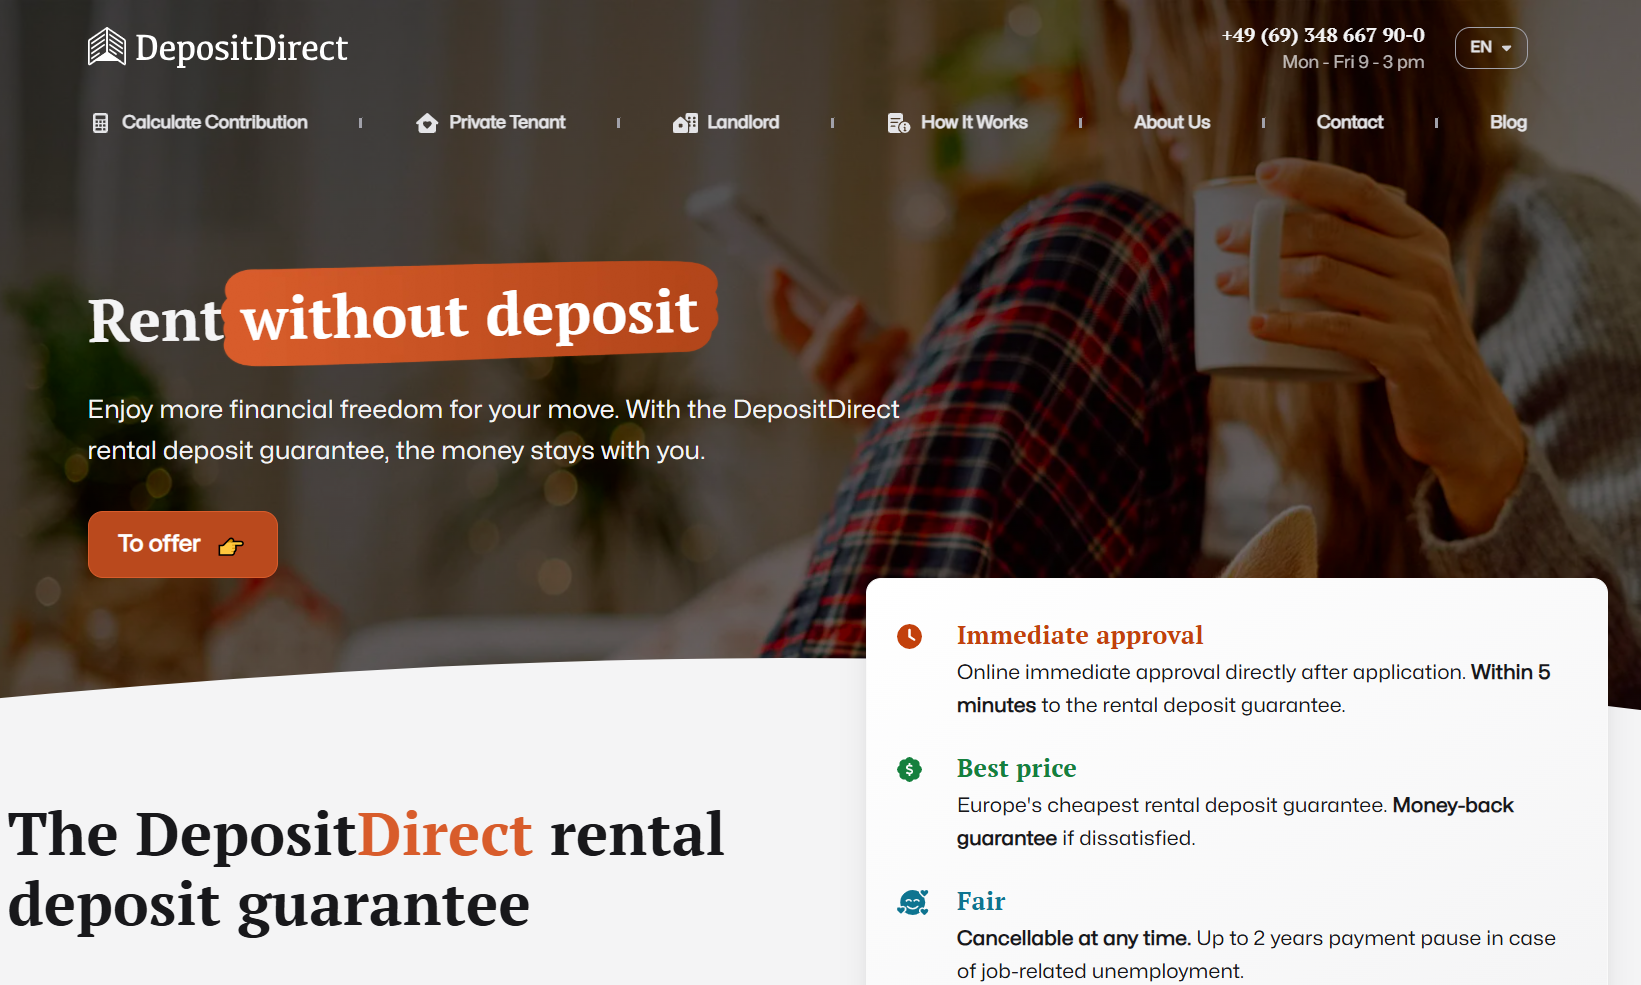 DepositDirect
+49 (69) 348 667 90-0
Mon - Fri 9 - 3 pm
EN
Calculate Contribution
Private Tenant
Landlord
How It Works
About Us
Contact
Blog
Rent without deposit
Enjoy more financial freedom for your move. With the DepositDirect
rental deposit guarantee, the money stays with you.
To offer
Immediate approval
Online immediate approval directly after application. Within 5
minutes to the rental deposit guarantee.
Best price
Europe's cheapest rental deposit guarantee. Money-back
guarantee if dissatisfied.
The DepositDirect rental
deposit guarantee
Fair
Cancellable at any time. Up to 2 years payment pause in case
of job-related unemployment.